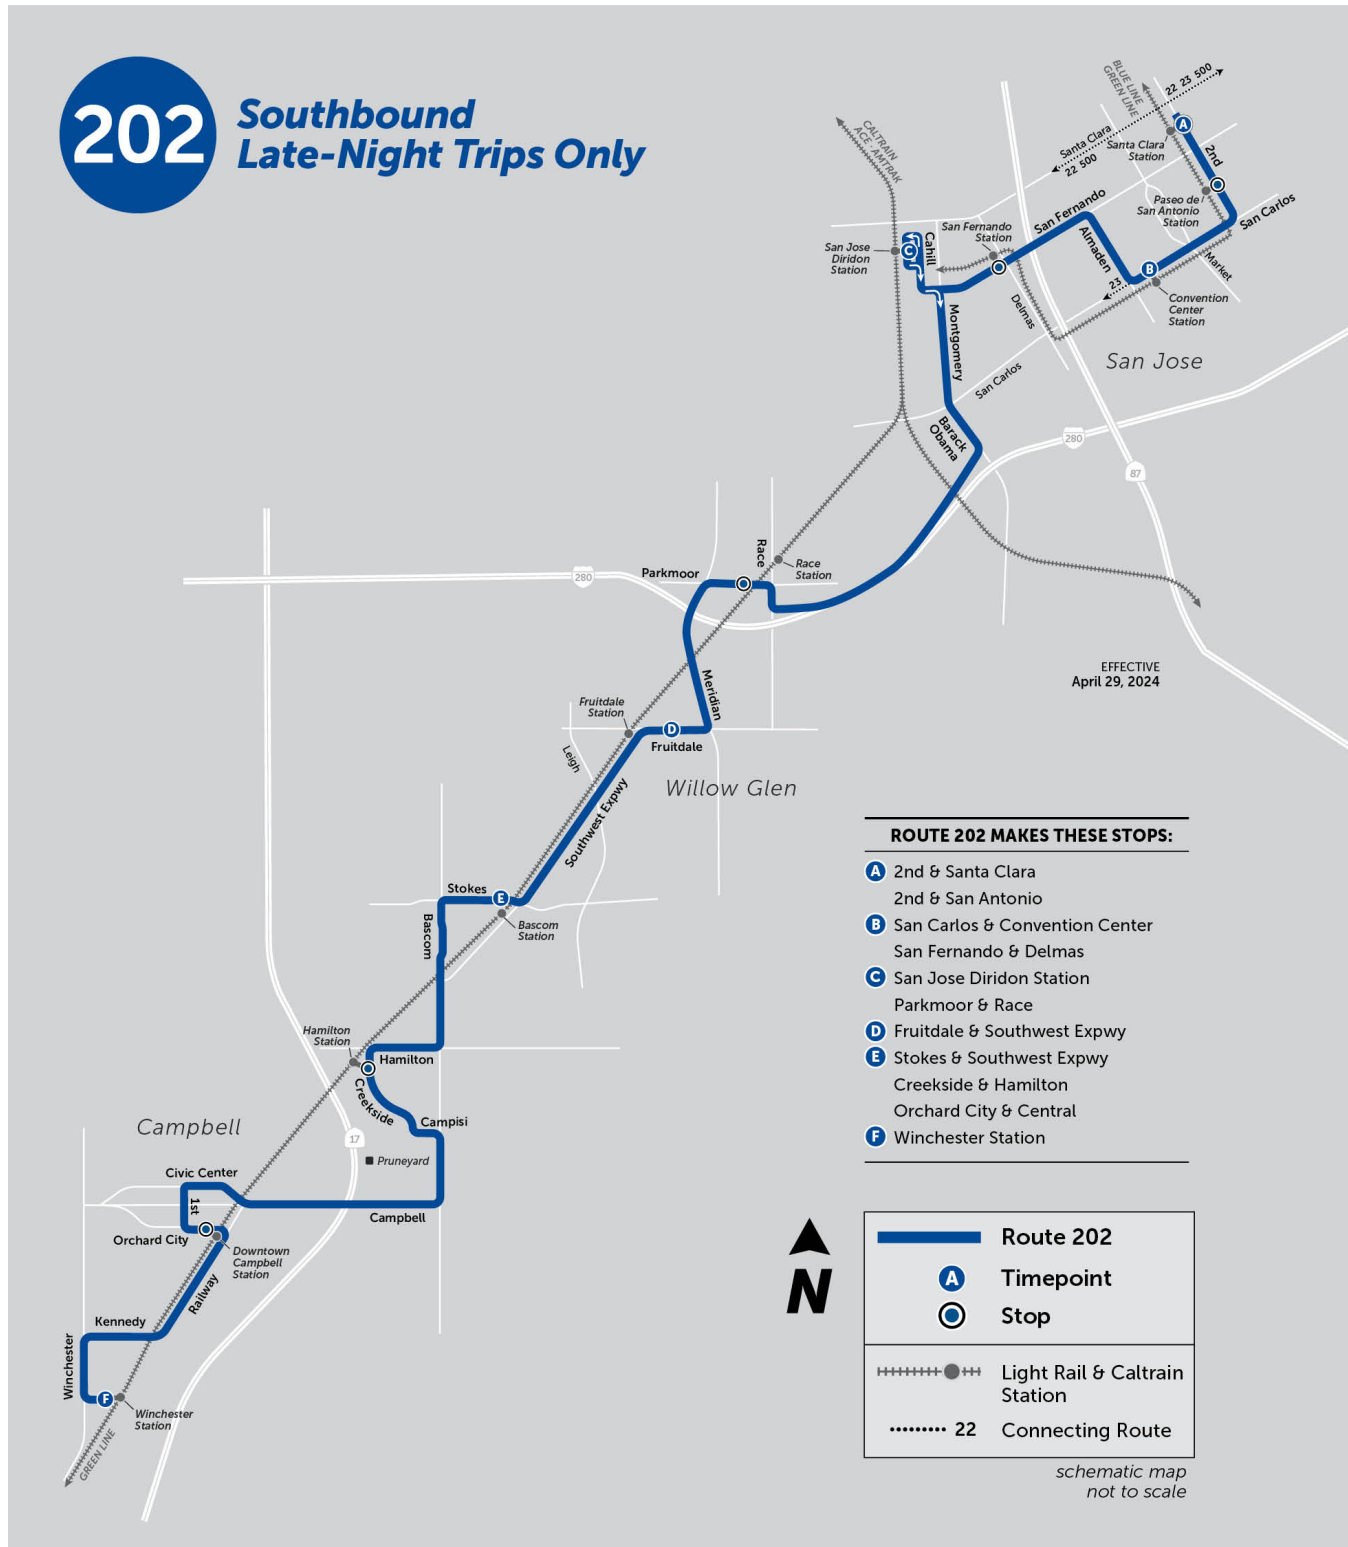 202
Southbound
Late-Night Trips Only
BLUE LINE
GREEN LINE
22 23 500
CALTRAIN
ACE · AMTRAK
Santa Clara
22 500
A
Santa Clara
Station
2nd
Paseo de
San Antonio
Station
San Carlos
San Fernando
San Fernando
Station
Almaden
San Jose
Diridon
Station
C
Cahill
B
Market
23
Convention
Center
Station
Delmas
Montgomery
San Jose
San Carlos
Barack
Obama
280
87
280
Parkmoor
Race
Race
Station
EFFECTIVE
April 29, 2024
Meridian
Fruitdale
Station
D
Fruitdale
Leigh
Willow Glen
Southwest Expwy
Stokes
E
Bascom
Bascom
Station
Hamilton
Station
Hamilton
Creekside
Campisi
Campbell
17
Pruneyard
Civic Center
1st
Campbell
Orchard City
Downtown
Campbell
Station
Railway
Kennedy
Winchester
F
Winchester
Station
GREEN LINE
ROUTE 202 MAKES THESE STOPS:
A 2nd & Santa Clara
2nd & San Antonio
B San Carlos & Convention Center
San Fernando & Delmas
C San Jose Diridon Station
Parkmoor & Race
D Fruitdale & Southwest Expwy
E Stokes & Southwest Expwy
Creekside & Hamilton
Orchard City & Central
F Winchester Station
N
Route 202
A Timepoint
Stop
Light Rail & Caltrain
Station
22 Connecting Route
schematic map
not to scale